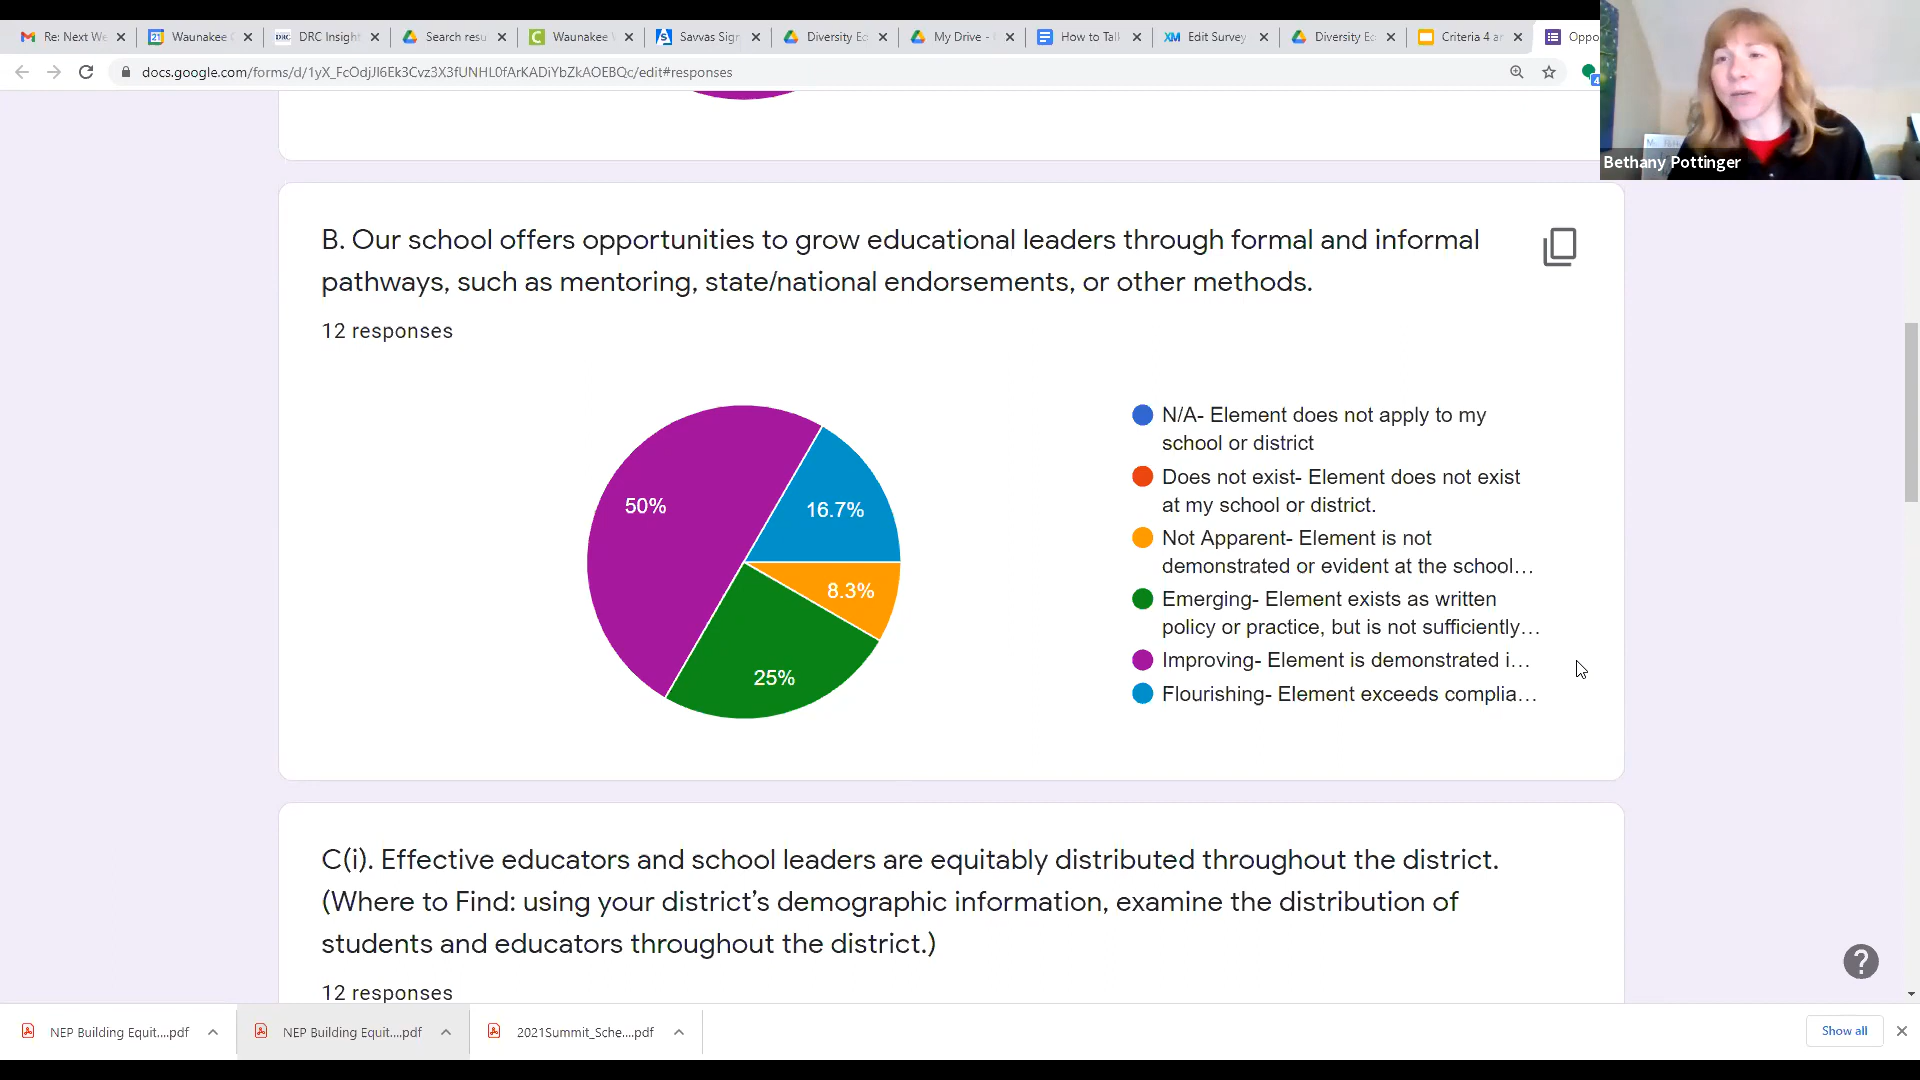 Re: Next We
Waunakee C
DRC Insight
Search resu
Waunakee V
Savvas Sign
Diversity Ed
My Drive -
How to Talk
Edit Survey
Diversity Ed
Criteria 4 an
Oppo
docs.google.com/forms/d/1yX_FcOdjJl6Ek3Cvz3X3fUNHL0fArKADiYbZkAOEBQc/edit#responses
Bethany Pottinger
B. Our school offers opportunities to grow educational leaders through formal and informal
pathways, such as mentoring, state/national endorsements, or other methods.
12 responses
50%
16.7%
8.3%
25%
N/A- Element does not apply to my
school or district
Does not exist- Element does not exist
at my school or district.
Not Apparent- Element is not
demonstrated or evident at the school…
Emerging- Element exists as written
policy or practice, but is not sufficiently…
Improving- Element is demonstrated i…
Flourishing- Element exceeds complia…
C(i). Effective educators and school leaders are equitably distributed throughout the district.
(Where to Find: using your district’s demographic information, examine the distribution of
students and educators throughout the district.)
12 responses
NEP Building Equit....pdf
NEP Building Equit....pdf
2021Summit_Sche....pdf
Show all